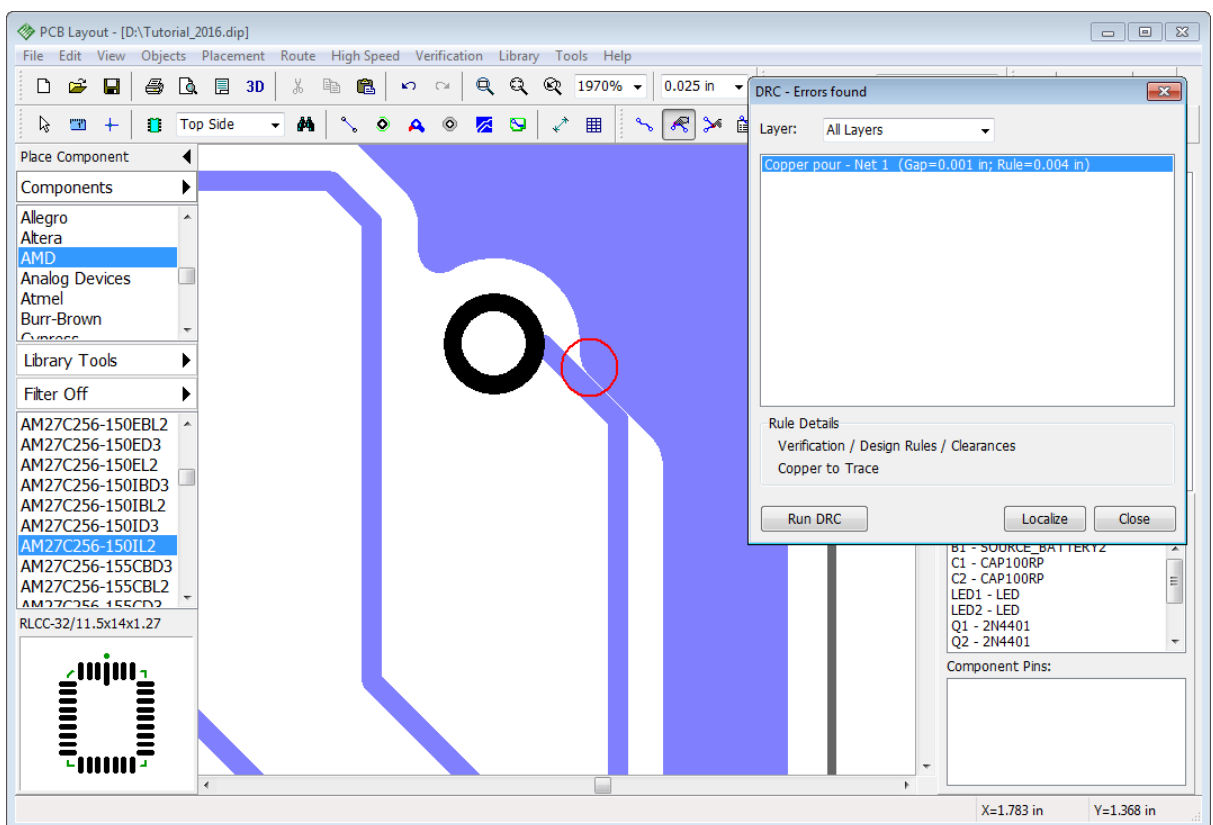 PCB Layout - [D:\Tutorial_2016.dip]
File Edit View Objects Placement Route High Speed Verification Library Tools Help
3D 1970% 0.025 in
Top Side
Place Component
Components
Allegro
Altera
AMD
Analog Devices
Atmel
Burr-Brown
Cypress
Library Tools
Filter Off
AM27C256-150EBL2
AM27C256-150ED3
AM27C256-150EL2
AM27C256-150IBD3
AM27C256-150IBL2
AM27C256-150ID3
AM27C256-150IL2
AM27C256-155CBD3
AM27C256-155CBL2
AM27C256-155CD3
RLCC-32/11.5x14x1.27
DRC - Errors found
Layer: All Layers
Copper pour - Net 1 (Gap=0.001 in; Rule=0.004 in)
Rule Details
Verification / Design Rules / Clearances
Copper to Trace
Run DRC Localize Close
B1 - SOURCE_BATTERY2
C1 - CAP100RP
C2 - CAP100RP
LED1 - LED
LED2 - LED
Q1 - 2N4401
Q2 - 2N4401
Component Pins:
X=1.783 in Y=1.368 in